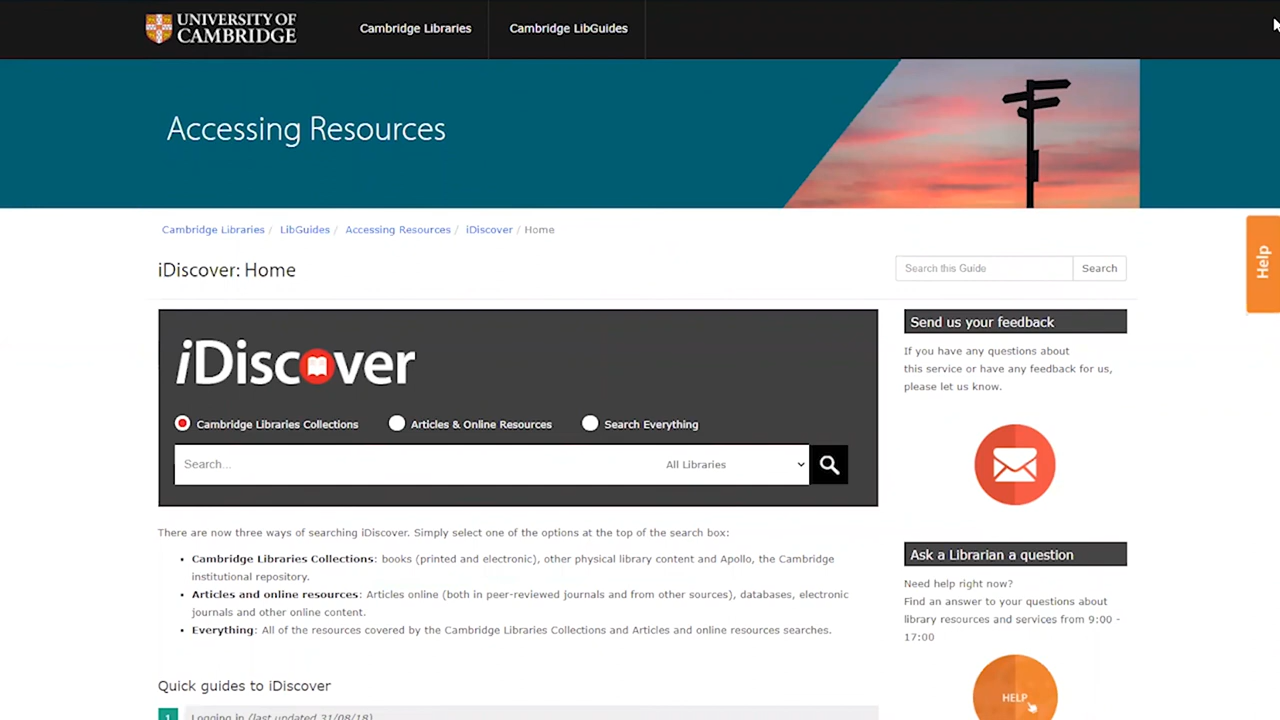 UNIVERSITY OF
CAMBRIDGE
Cambridge Libraries
Cambridge LibGuides
Accessing Resources
Cambridge Libraries / LibGuides / Accessing Resources / iDiscover / Home
iDiscover: Home
Search this Guide
Search
Help
iDiscover
Cambridge Libraries Collections
Articles & Online Resources
Search Everything
Search...
All Libraries
There are now three ways of searching iDiscover. Simply select one of the options at the top of the search box:
• Cambridge Libraries Collections: books (printed and electronic), other physical library content and Apollo, the Cambridge
institutional repository.
• Articles and online resources: Articles online (both in peer-reviewed journals and from other sources), databases, electronic
journals and other online content.
• Everything: All of the resources covered by the Cambridge Libraries Collections and Articles and online resources searches.
Quick guides to iDiscover
1 Logging in (last updated 31/08/18)
Send us your feedback
If you have any questions about
this service or have any feedback for us,
please let us know.
Ask a Librarian a question
Need help right now?
Find an answer to your questions about
library resources and services from 9:00 -
17:00
HELP